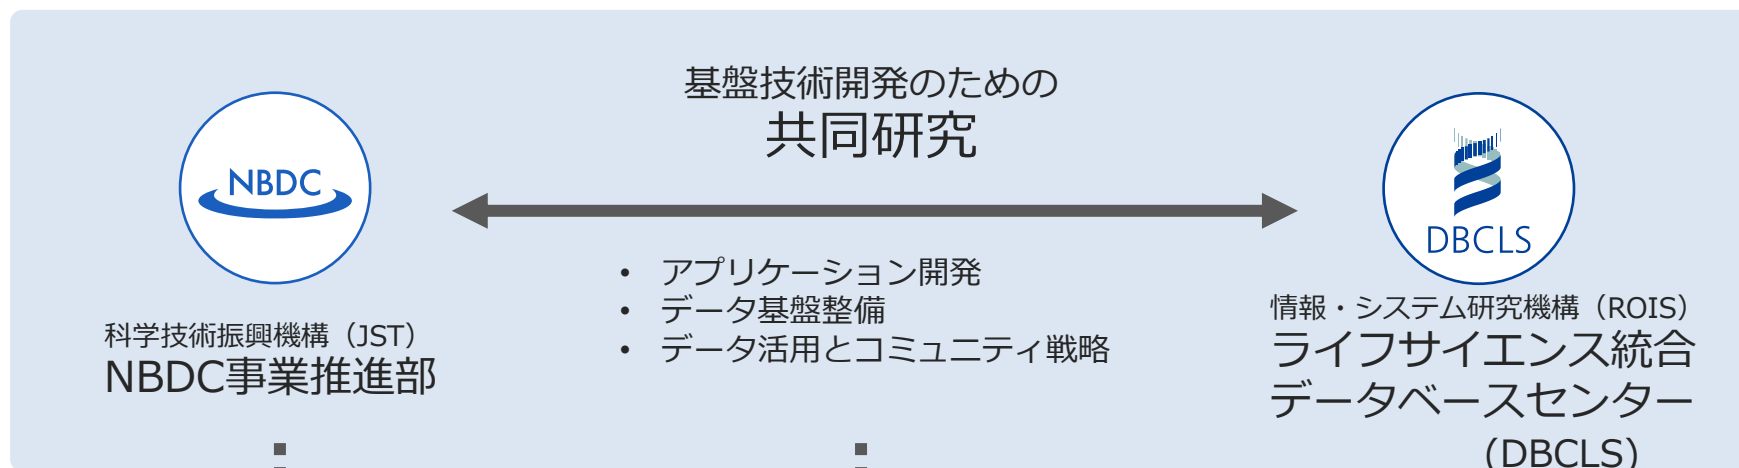 基盤技術開発のための
共同研究
NBDC
DBCLS
• アプリケーション開発
• データ基盤整備
• データ活用とコミュニティ戦略
科学技術振興機構（JST）
NBDC事業推進部
情報・システム研究機構（ROIS）
ライフサイエンス統合
データベースセンター
（DBCLS）